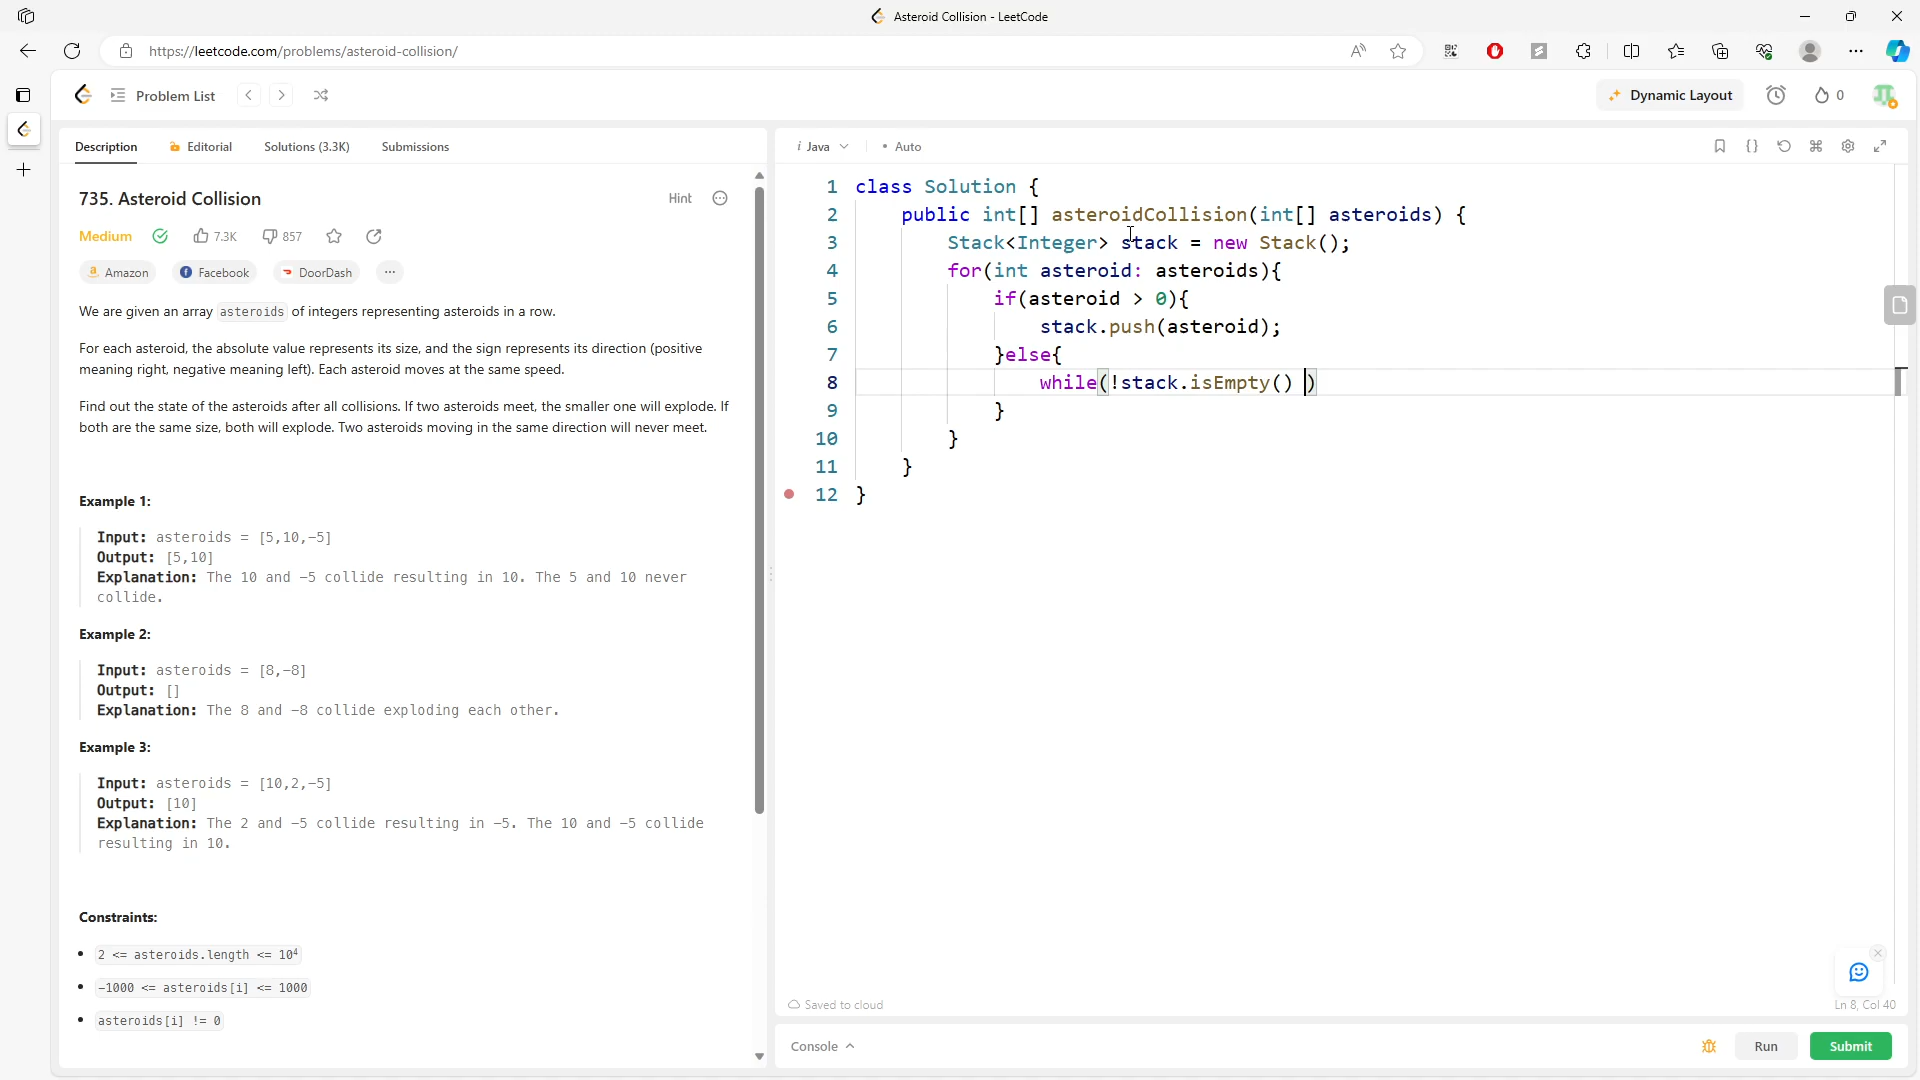 Asteroid Collision - LeetCode
https://leetcode.com/problems/asteroid-collision/
Problem List
Dynamic Layout
0
Description
Editorial
Solutions (3.3K)
Submissions
735. Asteroid Collision
Hint
Medium
7.3K
857
Amazon
Facebook
DoorDash
We are given an array asteroids of integers representing asteroids in a row.
For each asteroid, the absolute value represents its size, and the sign represents its direction (positive
meaning right, negative meaning left). Each asteroid moves at the same speed.
Find out the state of the asteroids after all collisions. If two asteroids meet, the smaller one will explode. If
both are the same size, both will explode. Two asteroids moving in the same direction will never meet.
Example 1:
Input: asteroids = [5,10,-5]
Output: [5,10]
Explanation: The 10 and -5 collide resulting in 10. The 5 and 10 never
collide.
Example 2:
Input: asteroids = [8,-8]
Output: []
Explanation: The 8 and -8 collide exploding each other.
Example 3:
Input: asteroids = [10,2,-5]
Output: [10]
Explanation: The 2 and -5 collide resulting in -5. The 10 and -5 collide
resulting in 10.
Constraints:
• 2 <= asteroids.length <= 10⁴
• -1000 <= asteroids[i] <= 1000
• asteroids[i] != 0
i Java
• Auto
1 class Solution {
2 public int[] asteroidCollision(int[] asteroids) {
3 Stack<Integer> stack = new Stack();
4 for(int asteroid: asteroids){
5 if(asteroid > 0){
6 stack.push(asteroid);
7 }else{
8 while(!stack.isEmpty() )
9 }
10 }
11 }
12 }
Saved to cloud
Ln 8, Col 40
Console
Run
Submit